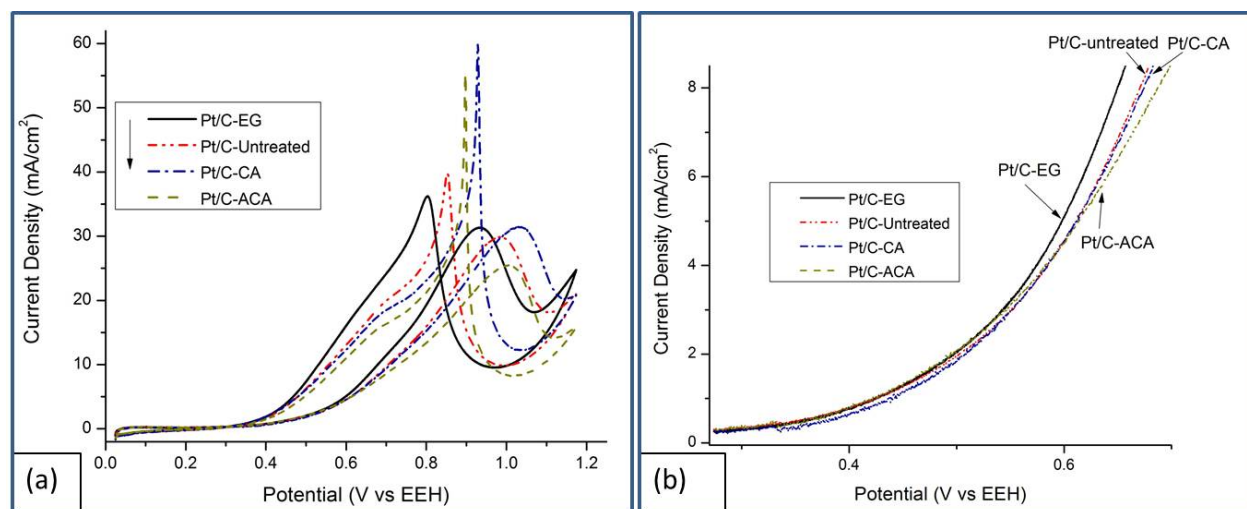 60
50
40
30
20
10
0
Current Density (mA/cm²)
Pt/C-EG
Pt/C-Untreated
Pt/C-CA
Pt/C-ACA
0.0 0.2 0.4 0.6 0.8 1.0 1.2
Potential (V vs EEH)
(a)
8
6
4
2
0
Current Density (mA/cm²)
Pt/C-untreated
Pt/C-CA
Pt/C-EG
Pt/C-ACA
Pt/C-EG
Pt/C-Untreated
Pt/C-CA
Pt/C-ACA
0.4 0.6
Potential (V vs EEH)
(b)